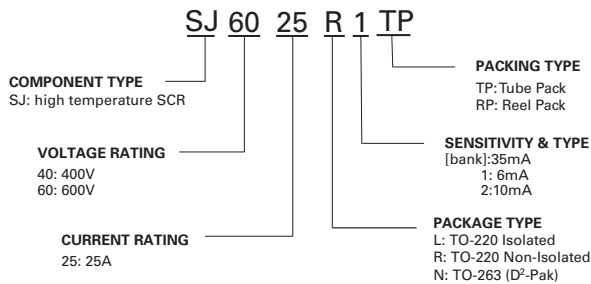 SJ 60 25 R 1 TP
COMPONENT TYPE
SJ: high temperature SCR
VOLTAGE RATING
40: 400V
60: 600V
CURRENT RATING
25: 25A
PACKING TYPE
TP: Tube Pack
RP: Reel Pack
SENSITIVITY & TYPE
[bank]:35mA
1: 6mA
2:10mA
PACKAGE TYPE
L: TO-220 Isolated
R: TO-220 Non-Isolated
N: TO-263 (D²-Pak)